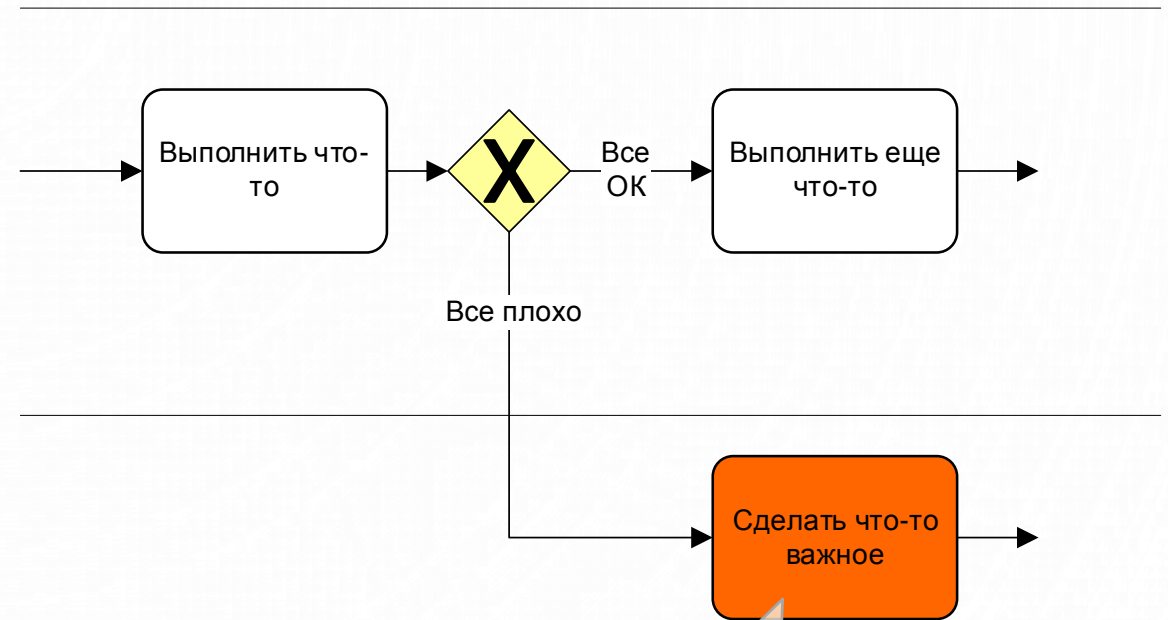 Выполнить что-
то
X
Все
ОК
Выполнить еще
что-то
Все плохо
Сделать что-то
важное